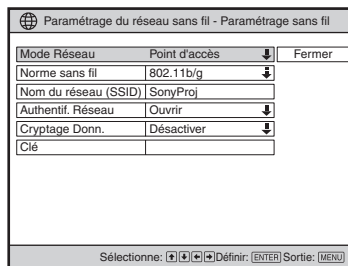 Paramétrage du réseau sans fil - Paramétrage sans fil
Mode Réseau Point d'accès Fermer
Norme sans fil 802.11b/g
Nom du réseau (SSID) SonyProj
Authentif. Réseau Ouvrir
Cryptage Donn. Désactiver
Clé
Sélectionne: Définir: ENTER Sortie: MENU